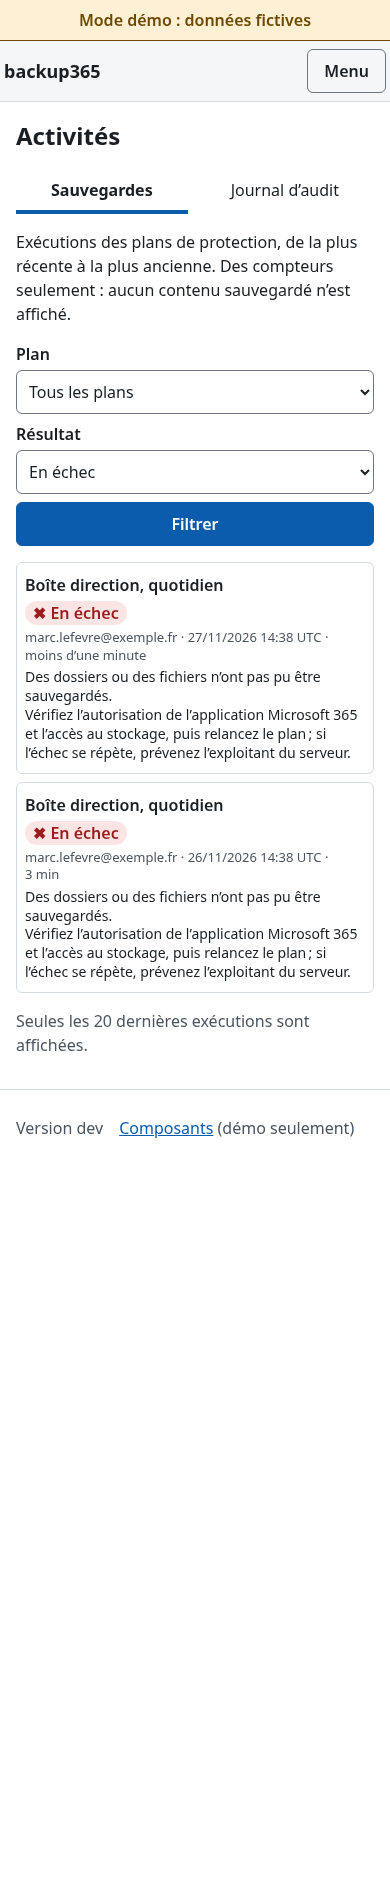 Mode démo : données fictives
backup365
Menu
Activités
Sauvegardes
Journal d’audit
Exécutions des plans de protection, de la plus
récente à la plus ancienne. Des compteurs
seulement : aucun contenu sauvegardé n’est
affiché.
Plan
Tous les plans
Résultat
En échec
Filtrer
Boîte direction, quotidien
✖ En échec
marc.lefevre@exemple.fr · 27/11/2026 14:38 UTC ·
moins d’une minute
Des dossiers ou des fichiers n’ont pas pu être
sauvegardés.
Vérifiez l’autorisation de l’application Microsoft 365
et l’accès au stockage, puis relancez le plan ; si
l’échec se répète, prévenez l’exploitant du serveur.
Boîte direction, quotidien
✖ En échec
marc.lefevre@exemple.fr · 26/11/2026 14:38 UTC ·
3 min
Des dossiers ou des fichiers n’ont pas pu être
sauvegardés.
Vérifiez l’autorisation de l’application Microsoft 365
et l’accès au stockage, puis relancez le plan ; si
l’échec se répète, prévenez l’exploitant du serveur.
Seules les 20 dernières exécutions sont
affichées.
Version dev Composants (démo seulement)